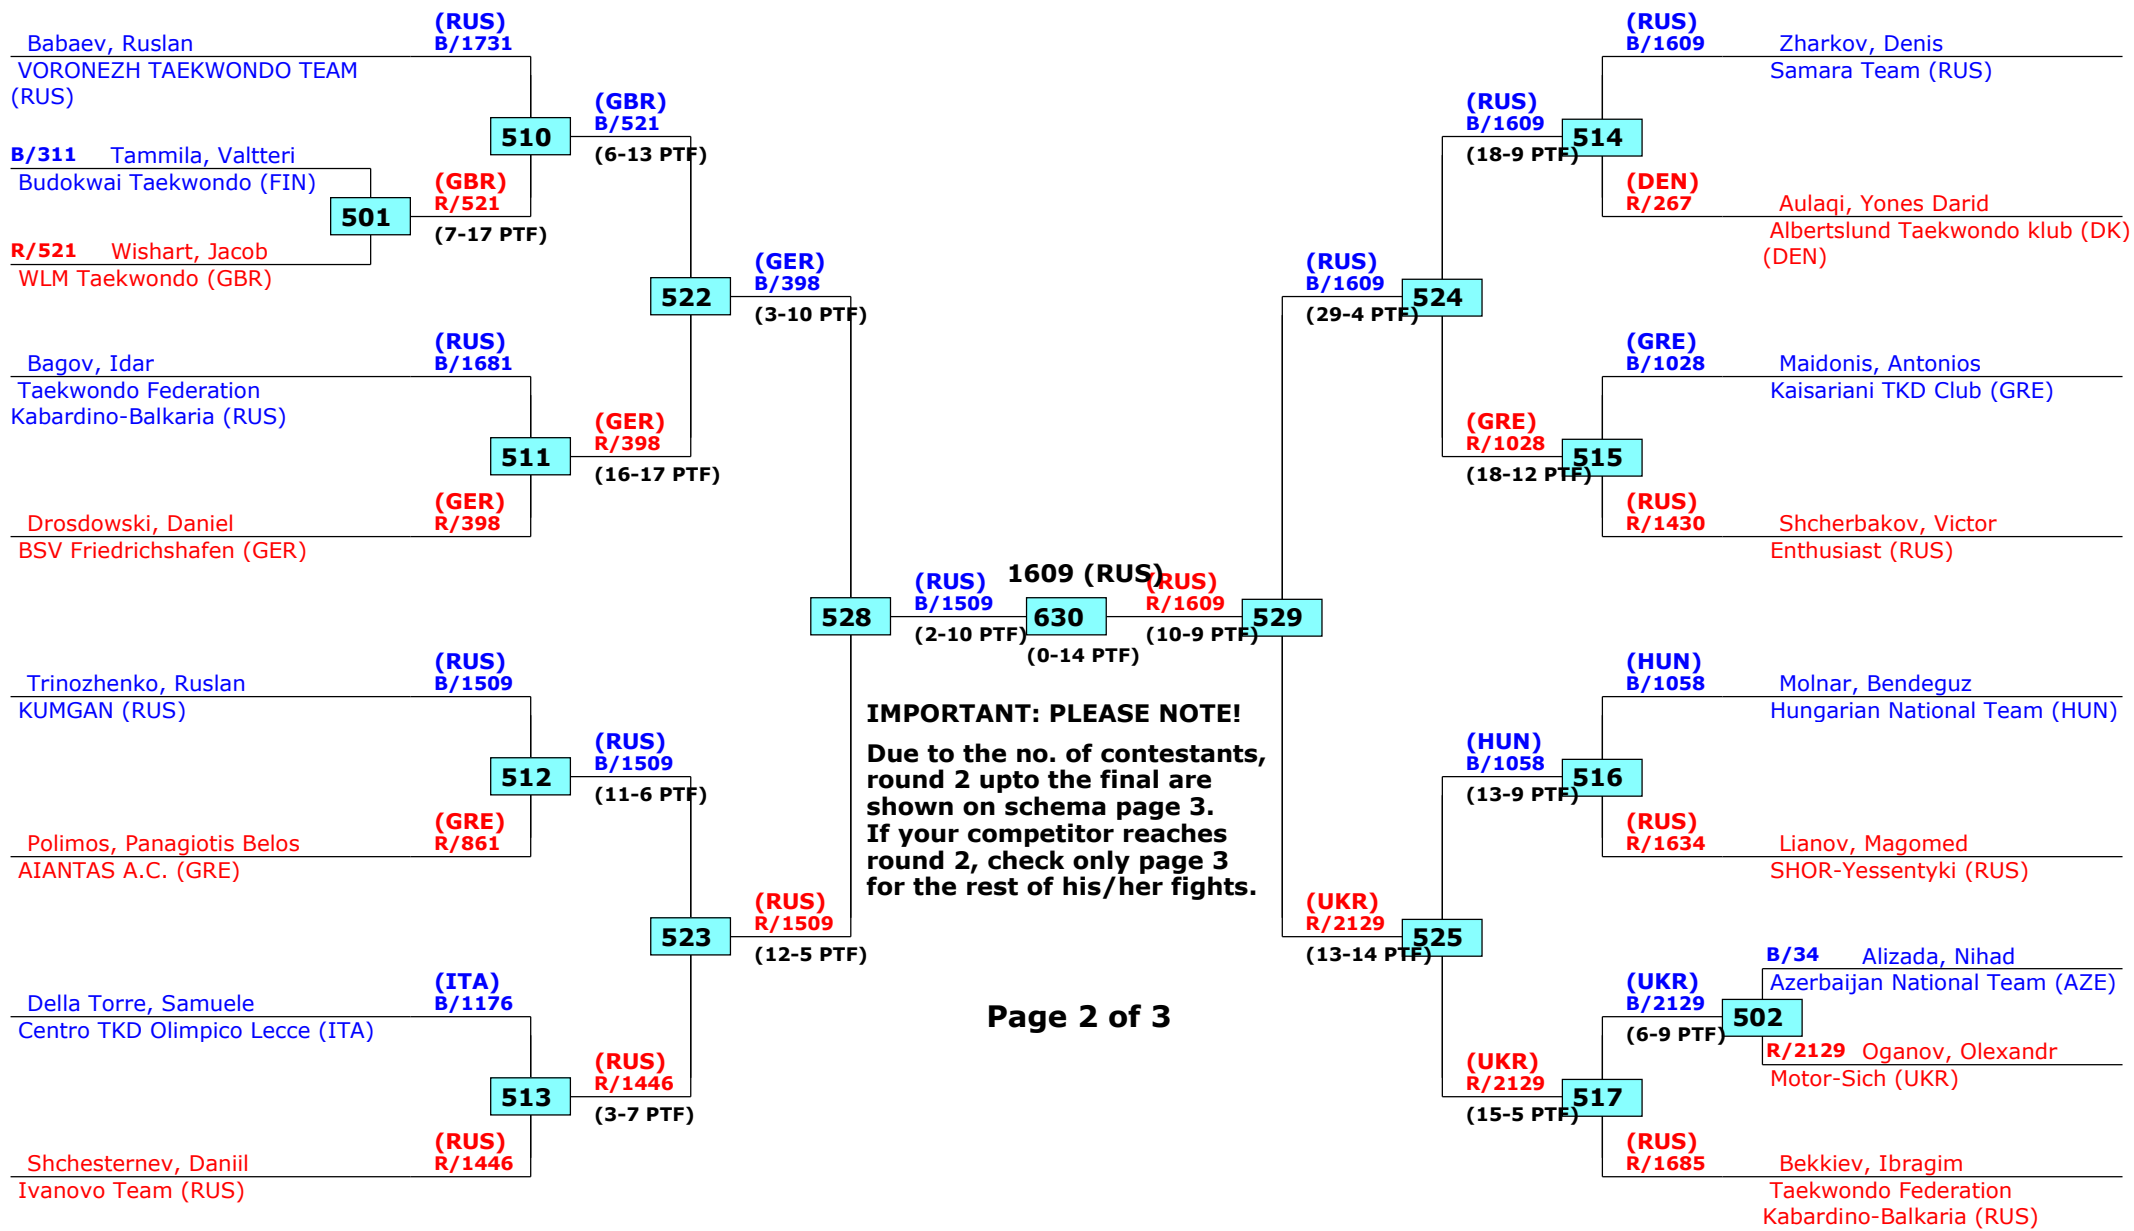 (RUS)
B/1731
Babaev, Ruslan
VORONEZH TAEKWONDO TEAM
(RUS)
510
(GBR)
B/521
(6-13 PTF)
B/311 Tammila, Valtteri
Budokwai Taekwondo (FIN)
501
(GBR)
R/521
(7-17 PTF)
R/521 Wishart, Jacob
WLM Taekwondo (GBR)
522
(GER)
B/398
(3-10 PTF)
(RUS)
B/1681
Bagov, Idar
Taekwondo Federation
Kabardino-Balkaria (RUS)
511
(GER)
R/398
(16-17 PTF)
(GER)
R/398
Drosdowski, Daniel
BSV Friedrichshafen (GER)
528
(RUS)
B/1509
(2-10 PTF)
1609 (RUS)
630
(0-14 PTF)
(RUS)
R/1609
(10-9 PTF)
529
(RUS)
B/1509
Trinozhenko, Ruslan
KUMGAN (RUS)
512
(RUS)
B/1509
(11-6 PTF)
(GRE)
R/861
Polimos, Panagiotis Belos
AIANTAS A.C. (GRE)
523
(RUS)
R/1509
(12-5 PTF)
(ITA)
B/1176
Della Torre, Samuele
Centro TKD Olimpico Lecce (ITA)
513
(RUS)
R/1446
(3-7 PTF)
(RUS)
R/1446
Shchesternev, Daniil
Ivanovo Team (RUS)
IMPORTANT: PLEASE NOTE!
Due to the no. of contestants,
round 2 upto the final are
shown on schema page 3.
If your competitor reaches
round 2, check only page 3
for the rest of his/her fights.
Page 2 of 3
(RUS)
B/1609
Zharkov, Denis
Samara Team (RUS)
(RUS)
B/1609
(18-9 PTF)
514
(DEN)
R/267
Aulaqi, Yones Darid
Albertslund Taekwondo klub (DK)
(DEN)
(RUS)
B/1609
(29-4 PTF)
524
(GRE)
B/1028
Maidonis, Antonios
Kaisariani TKD Club (GRE)
(GRE)
R/1028
(18-12 PTF)
515
(RUS)
R/1430
Shcherbakov, Victor
Enthusiast (RUS)
(HUN)
B/1058
Molnar, Bendeguz
Hungarian National Team (HUN)
(HUN)
B/1058
(13-9 PTF)
516
(RUS)
R/1634
Lianov, Magomed
SHOR-Yessentyki (RUS)
(UKR)
R/2129
(13-14 PTF)
525
B/34 Alizada, Nihad
Azerbaijan National Team (AZE)
(UKR)
B/2129
(6-9 PTF)
502
R/2129 Oganov, Olexandr
Motor-Sich (UKR)
(UKR)
R/2129
(15-5 PTF)
517
(RUS)
R/1685
Bekkiev, Ibragim
Taekwondo Federation
Kabardino-Balkaria (RUS)